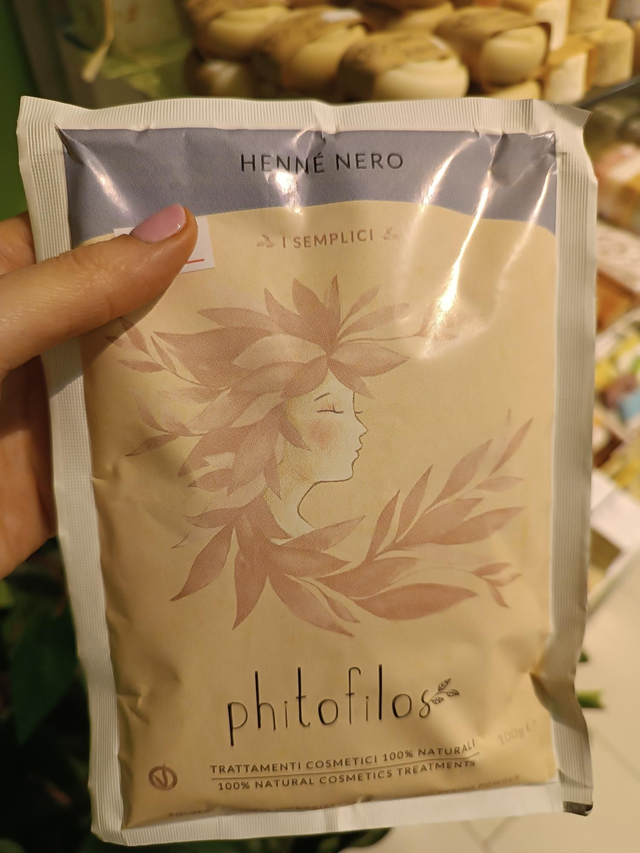 HENNÉ NERO
I SEMPLICI
phitofilos
TRATTAMENTI COSMETICI 100% NATURALI
100% NATURAL COSMETICS TREATMENTS
100g e